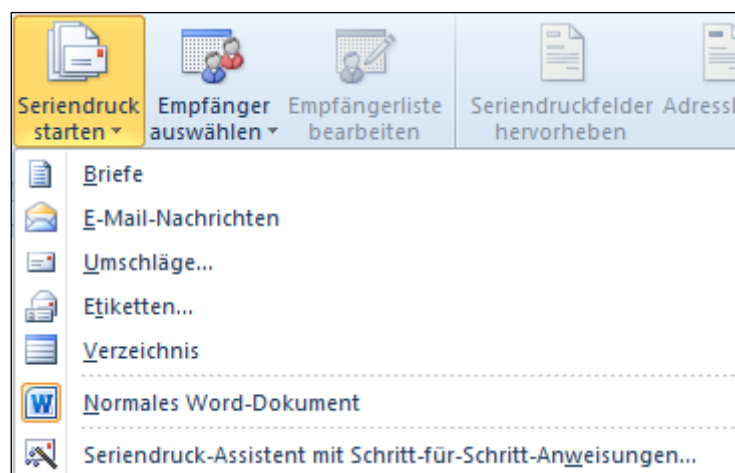 Seriendruck Empfänger Empfängerliste Seriendruckfelder
starten auswählen bearbeiten hervorheben
Briefe
E-Mail-Nachrichten
Umschläge...
Etiketten...
Verzeichnis
Normales Word-Dokument
Seriendruck-Assistent mit Schritt-für-Schritt-Anweisungen...